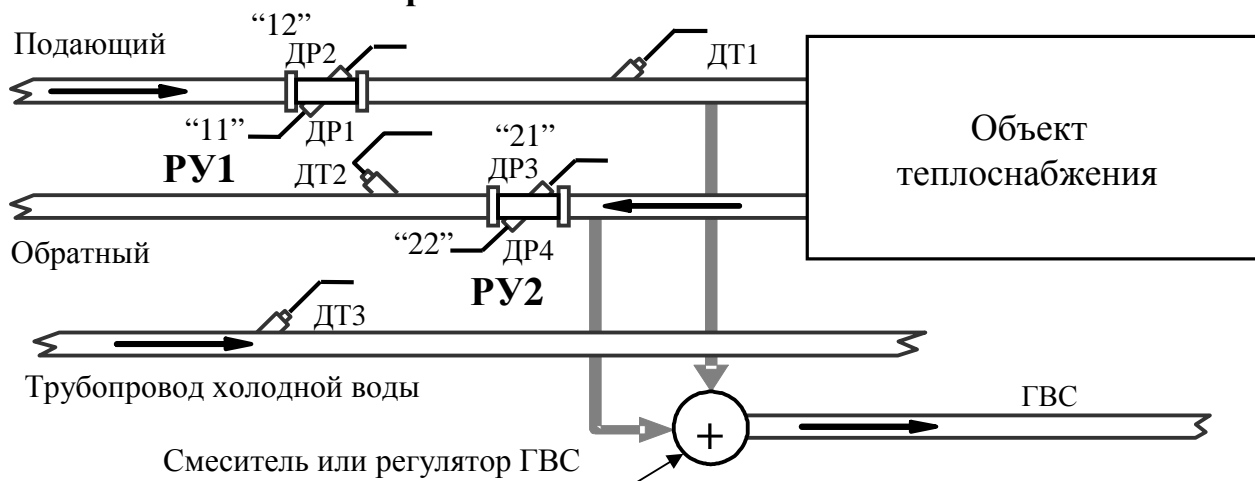 “12”
Подающий
ДР2
ДТ1
“11”
ДР1
“21”
РУ1
ДТ2
ДР3
Объект
теплоснабжения
“22”
ДР4
Обратный
РУ2
ДТ3
Трубопровод холодной воды
ГВС
+
Смеситель или регулятор ГВС